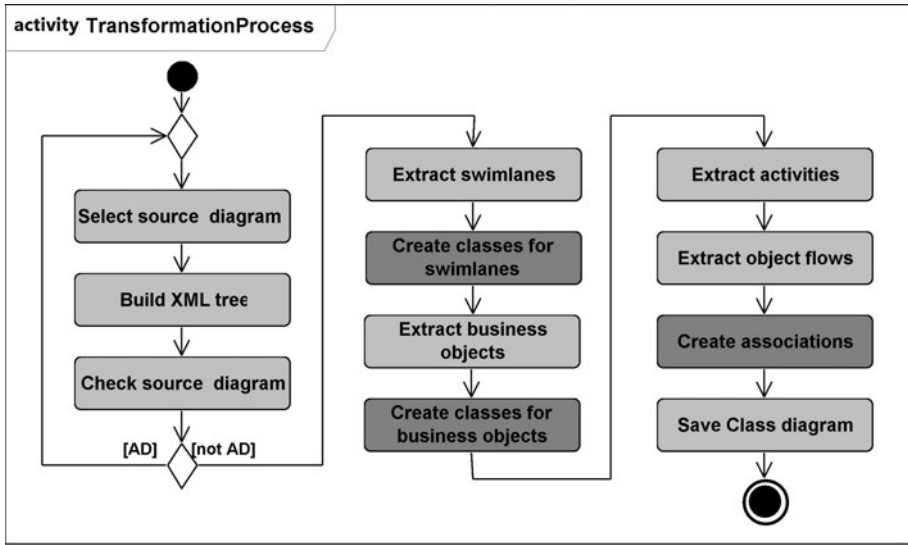 activity TransformationProcess
Select source diagram
Build XML tree
Check source diagram
[AD]
[not AD]
Extract swimlanes
Create classes for
swimlanes
Extract business
objects
Create classes for
business objects
Extract activities
Extract object flows
Create associations
Save Class diagram